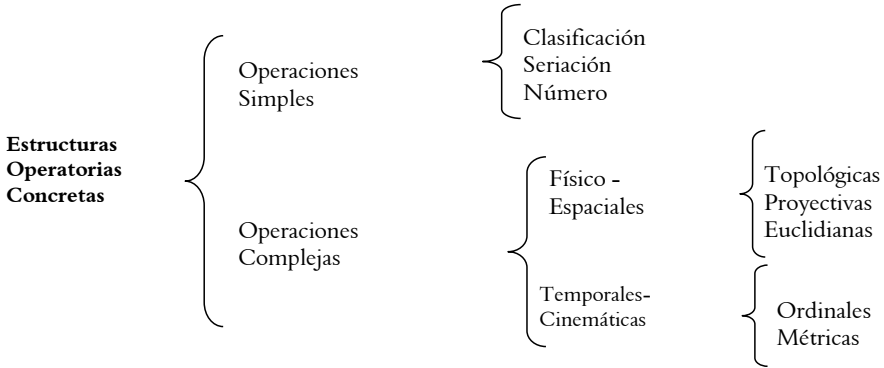 Estructuras
Operatorias
Concretas
Operaciones
Simples
Clasificación
Seriación
Número
Operaciones
Complejas
Físico -
Espaciales
Topológicas
Proyectivas
Euclidianas
Temporales-
Cinemáticas
Ordinales
Métricas